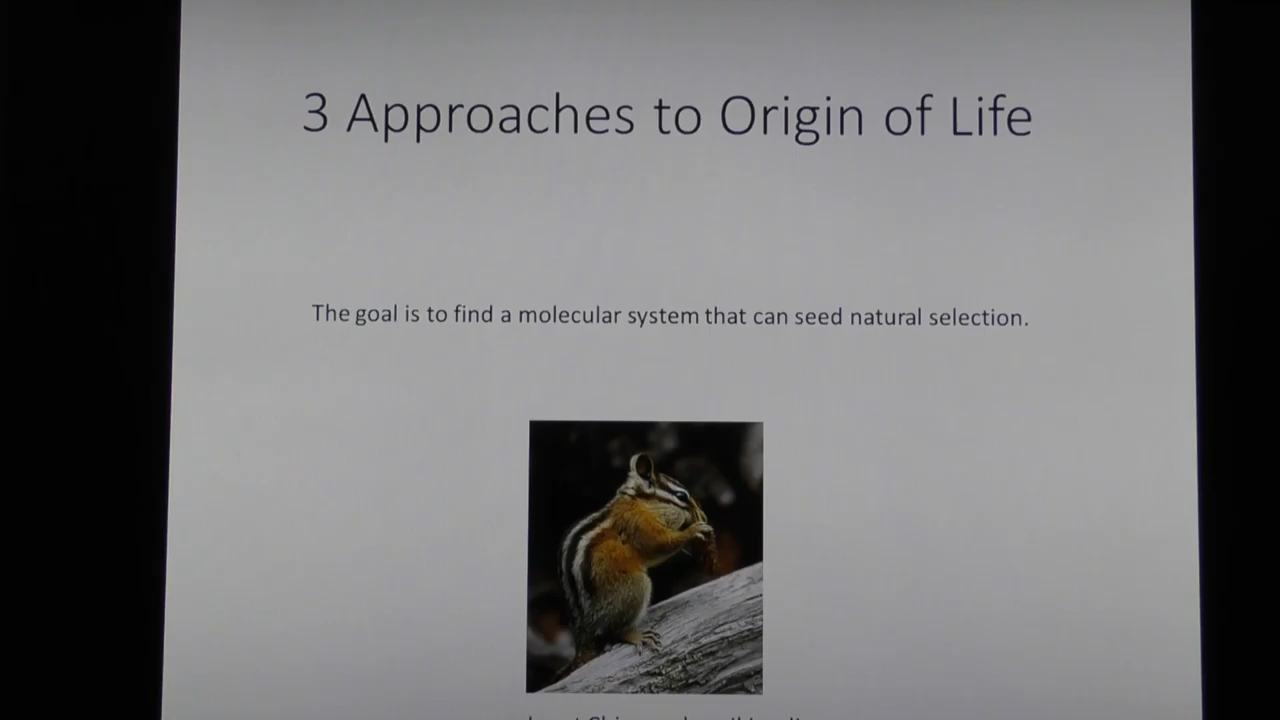 3 Approaches to Origin of Life
The goal is to find a molecular system that can seed natural selection.